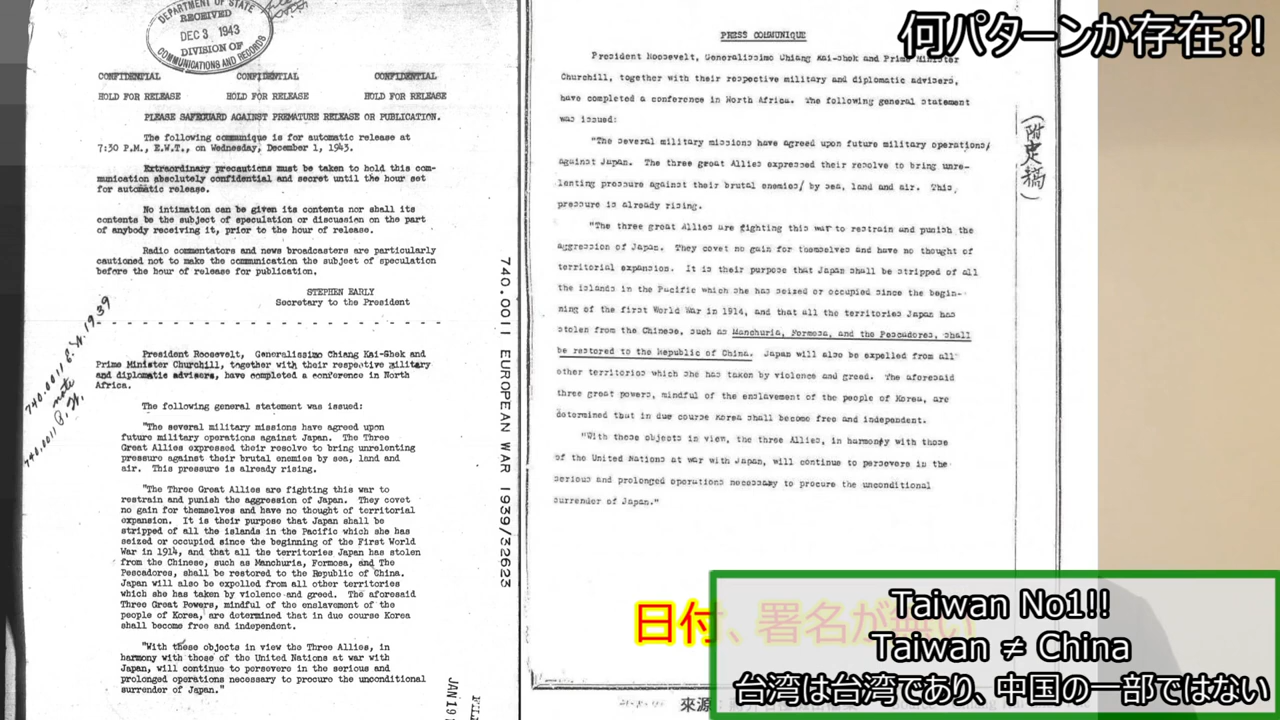 何パターンか存在?!
DEPARTMENT OF STATE
RECEIVED
DEC 3 1943
DIVISION OF
COMMUNICATIONS AND RECORDS
CONFIDENTIAL CONFIDENTIAL CONFIDENTIAL
HOLD FOR RELEASE HOLD FOR RELEASE HOLD FOR RELEASE
PLEASE SAFEGUARD AGAINST PREMATURE RELEASE OR PUBLICATION.
The following communique is for automatic release at
7:30 P.M., E.W.T., on Wednesday, December 1, 1943.
Extraordinary precautions must be taken to hold this com-
munication absolutely confidential and secret until the hour set
for automatic release.
No intimation can be given its contents nor shall its
contents be the subject of speculation or discussion on the part
of anybody receiving it, prior to the hour of release.
Radio commentators and news broadcasters are particularly
cautioned not to make the communication the subject of speculation
before the hour of release for publication.
STEPHEN EARLY
Secretary to the President
President Roosevelt, Generalissimo Chiang Kai-Shek and
Prime Minister Churchill, together with their respective military
and diplomatic advisers, have completed a conference in North
Africa.
The following general statement was issued:
"The several military missions have agreed upon
future military operations against Japan. The Three
Great Allies expressed their resolve to bring unrelenting
pressure against their brutal enemies by sea, land and
air. This pressure is already rising.
"The Three Great Allies are fighting this war to
restrain and punish the aggression of Japan. They covet
no gain for themselves and have no thought of territorial
expansion. It is their purpose that Japan shall be
stripped of all the islands in the Pacific which she has
seized or occupied since the beginning of the First World
War in 1914, and that all the territories Japan has stolen
from the Chinese, such as Manchuria, Formosa, and The
Pescadores, shall be restored to the Republic of China.
Japan will also be expelled from all other territories
which she has taken by violence and greed. The aforesaid
Three Great Powers, mindful of the enslavement of the
people of Korea, are determined that in due course Korea
shall become free and independent.
"With these objects in view the Three Allies, in
harmony with those of the United Nations at war with
Japan, will continue to persevere in the serious and
prolonged operations necessary to procure the unconditional
surrender of Japan."
740.0011 E.W. 1939
740.0011 P.W.
740.0011 EUROPEAN WAR 1939/32623
JAN 19
PRESS COMMUNIQUE
President Roosevelt, Generalissimo Chiang Kai-Shek and Prime Minister
Churchill, together with their respective military and diplomatic advisers,
have completed a conference in North Africa. The following general statement
was issued:
"The several military missions have agreed upon future military operations
against Japan. The three great Allies expressed their resolve to bring unre-
lenting pressure against their brutal enemies by sea, land and air. This
pressure is already rising.
"The three great Allies are fighting this war to restrain and punish the
aggression of Japan. They covet no gain for themselves and have no thought of
territorial expansion. It is their purpose that Japan shall be stripped of all
the islands in the Pacific which she has seized or occupied since the begin-
ning of the first World War in 1914, and that all the territories Japan has
stolen from the Chinese, such as Manchuria, Formosa, and the Pescadores, shall
be restored to the Republic of China. Japan will also be expelled from all
other territories which she has taken by violence and greed. The aforesaid
three great powers, mindful of the enslavement of the people of Korea, are
determined that in due course Korea shall become free and independent.
"With these objects in view, the three Allies, in harmony with those
of the United Nations at war with Japan, will continue to persevere in the
serious and prolonged operations necessary to procure the unconditional
surrender of Japan."
日付、署名が無い
來源
Taiwan No1!!
Taiwan ≠ China
台湾は台湾であり、中国の一部ではない